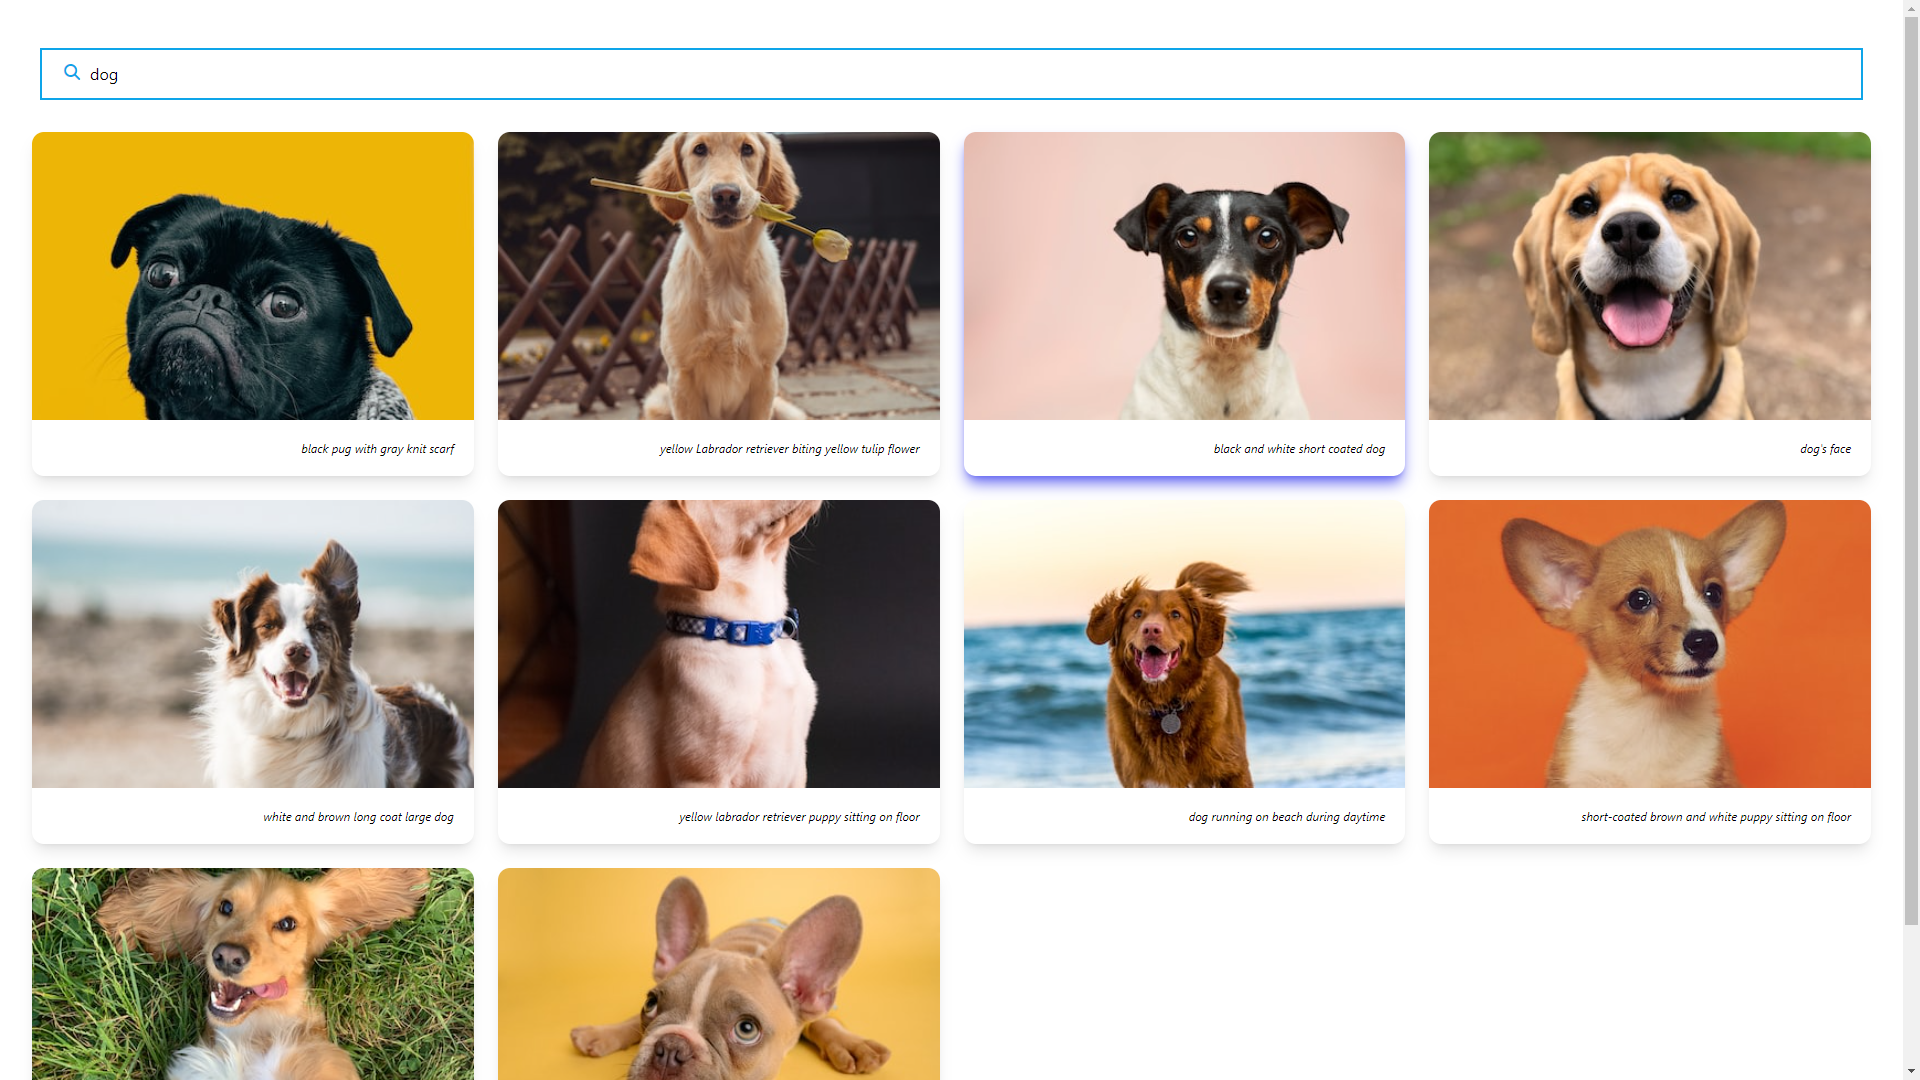 dog
black pug with gray knit scarf
yellow Labrador retriever biting yellow tulip flower
black and white short coated dog
dog's face
white and brown long coat large dog
yellow labrador retriever puppy sitting on floor
dog running on beach during daytime
short-coated brown and white puppy sitting on floor